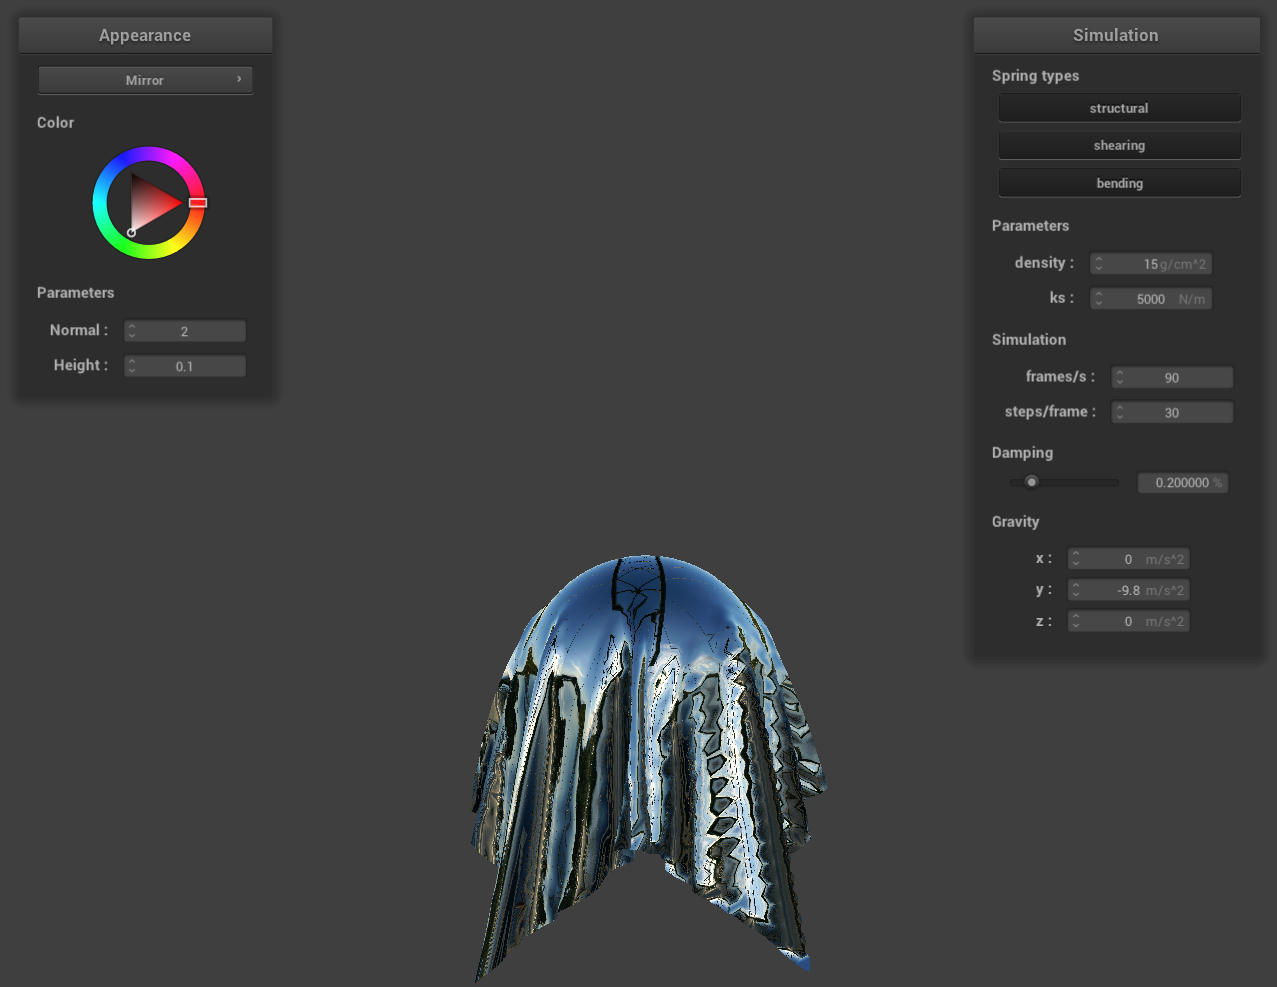 Appearance
Mirror
Color
Parameters
Normal : 2
Height : 0.1
Simulation
Spring types
structural
shearing
bending
Parameters
density : 15 g/cm^2
ks : 5000 N/m
Simulation
frames/s : 90
steps/frame : 30
Damping
0.200000 %
Gravity
x : 0 m/s^2
y : -9.8 m/s^2
z : 0 m/s^2